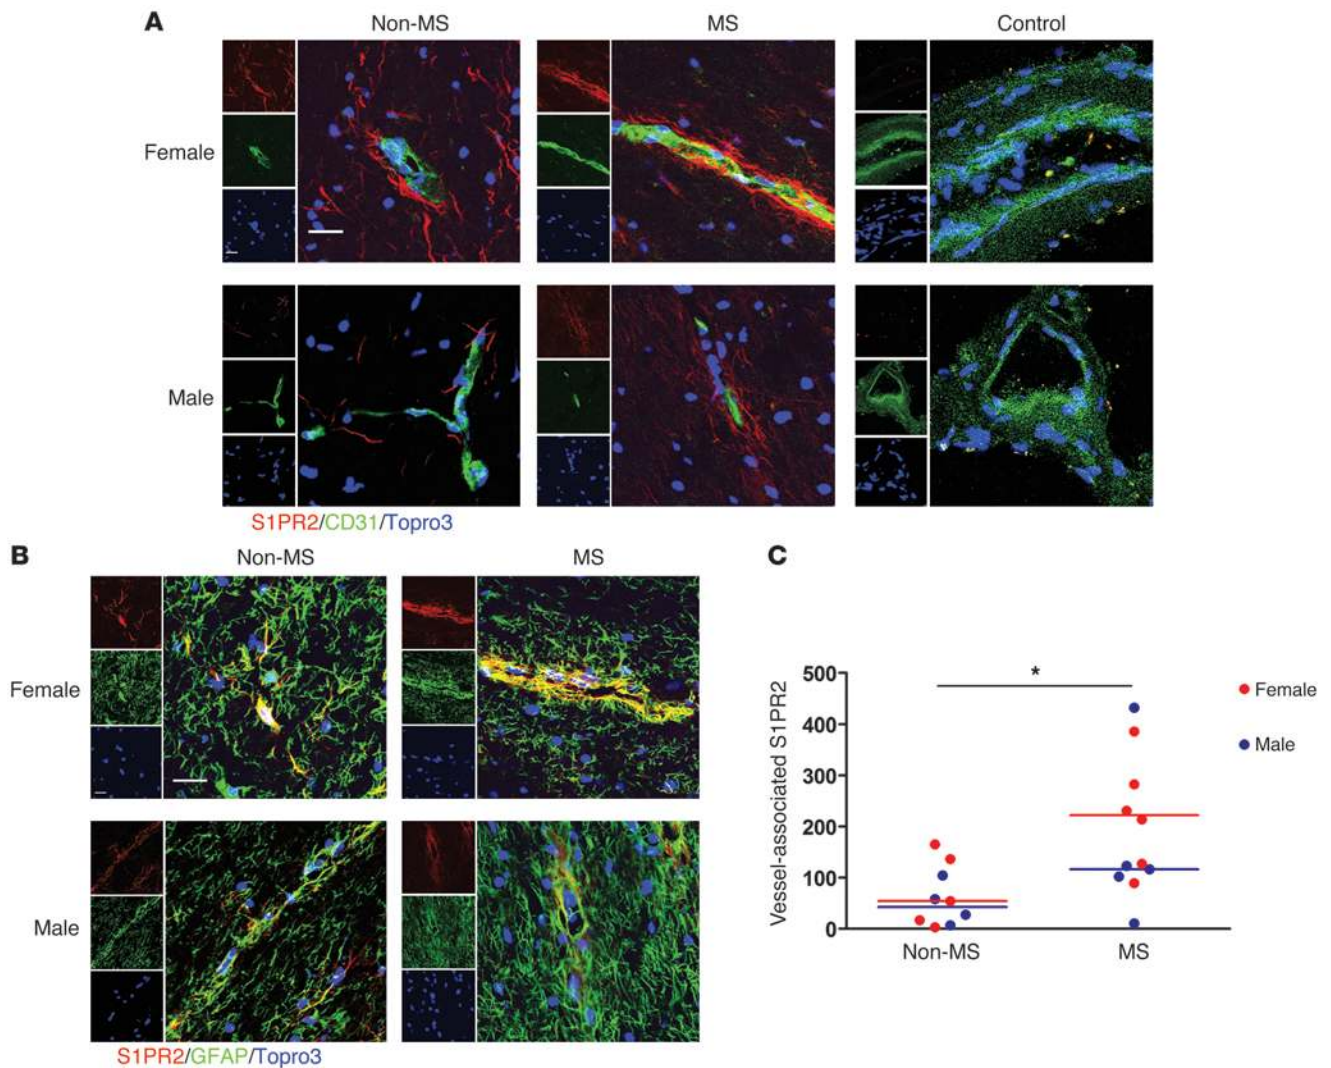 A
Non-MS MS Control
Female
Male
S1PR2/CD31/Topro3
B
Non-MS MS
Female
Male
S1PR2/GFAP/Topro3
C
Vessel-associated S1PR2
500
400
300
200
100
0
*
Female
Male
Non-MS MS